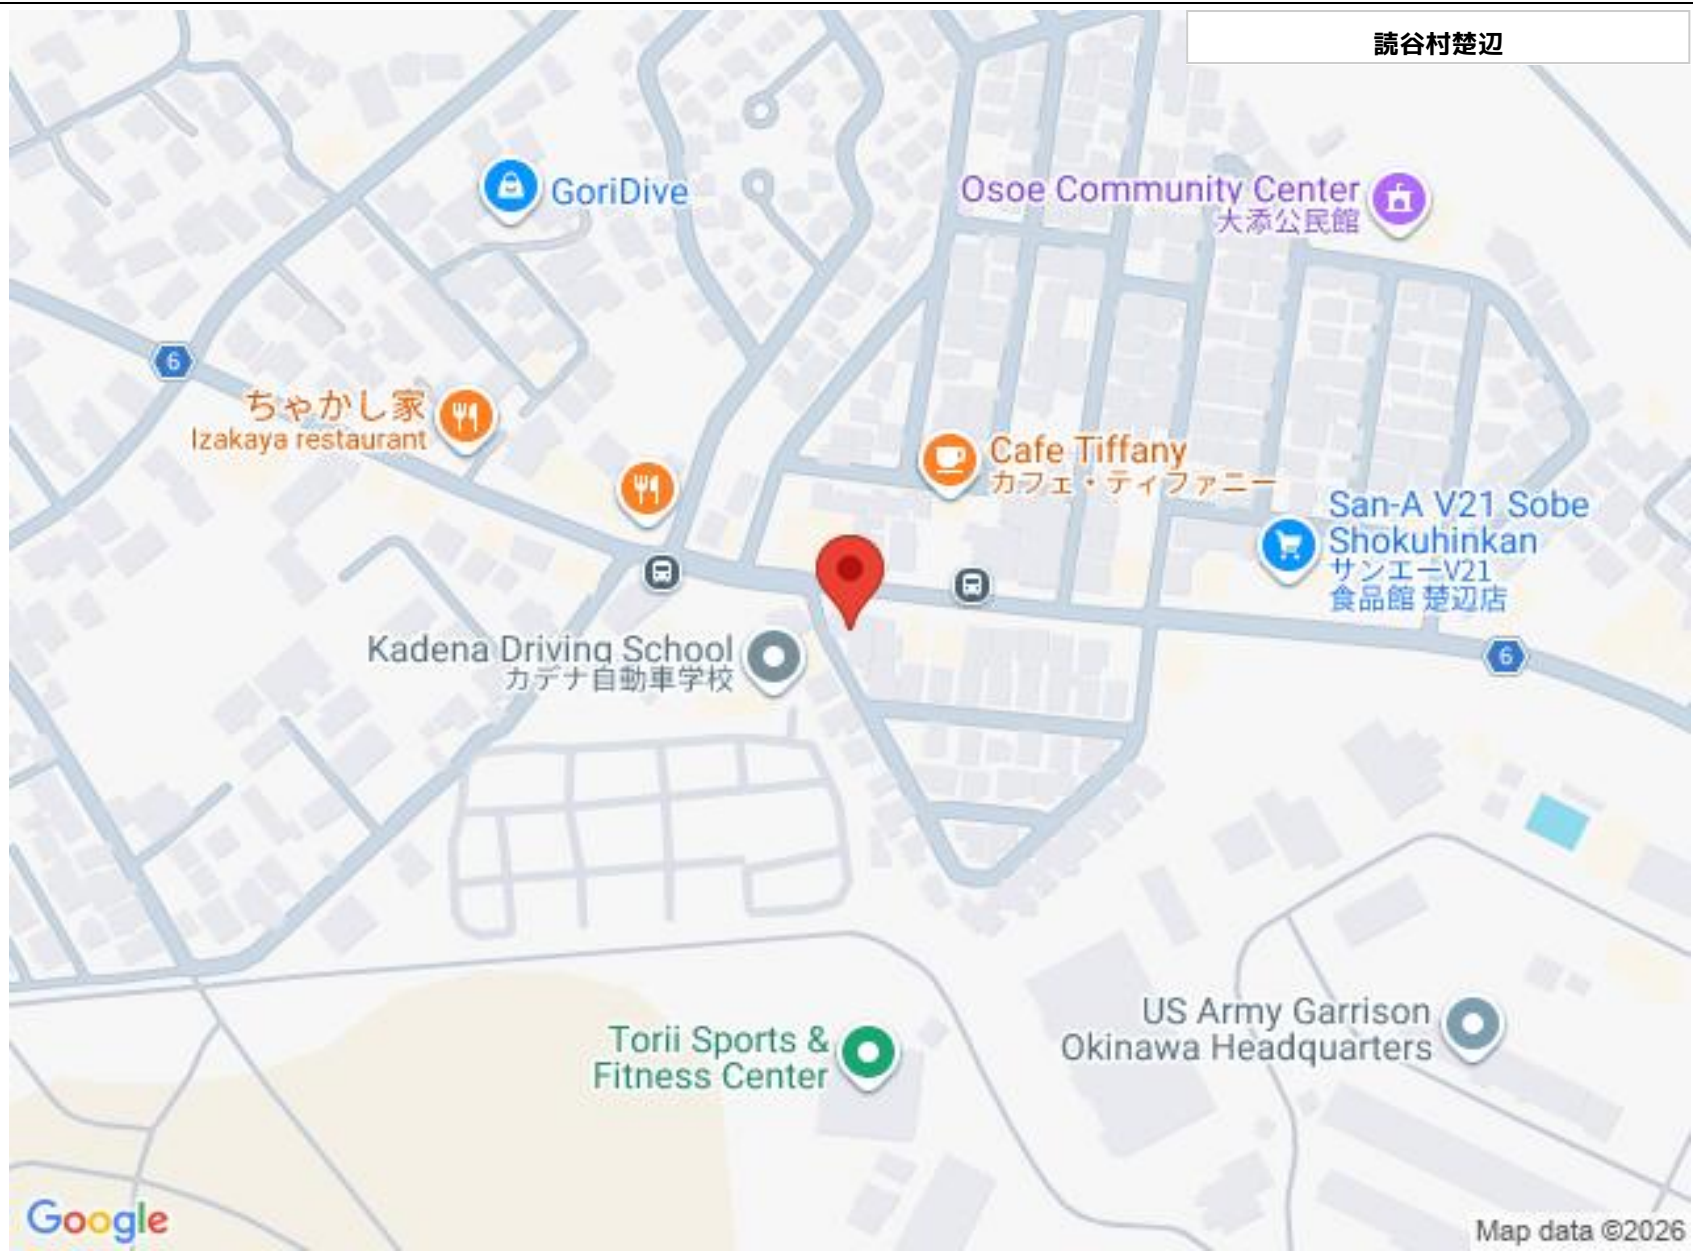 読谷村楚辺
GoriDive
Osoe Community Center
大添公民館
6
ちゃかし家
Izakaya restaurant
Cafe Tiffany
カフェ・ティファニー
San-A V21 Sobe
Shokuhinkan
サンエーV21
食品館 楚辺店
Kadena Driving School
カデナ自動車学校
6
US Army Garrison
Okinawa Headquarters
Torii Sports &
Fitness Center
Google
Map data ©2026